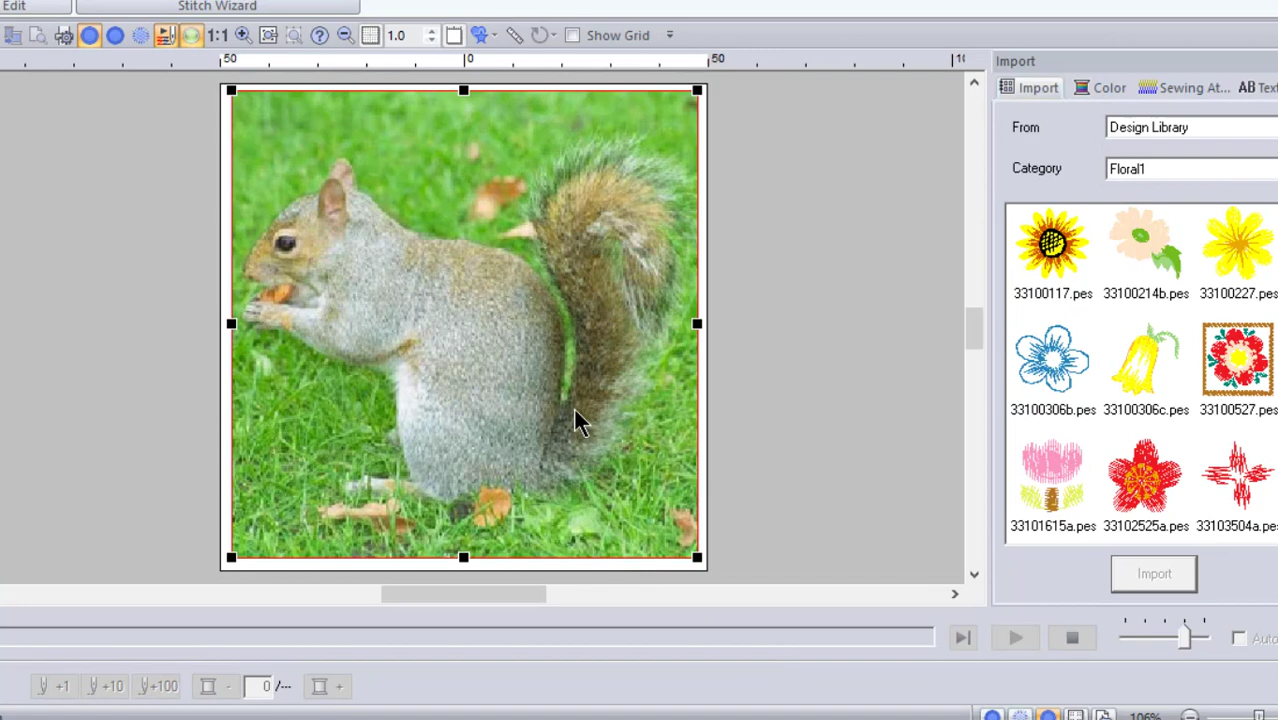 Edit Stitch Wizard
1:1 1.0 Show Grid
50 0 50
Import
Import Color Sewing At... AB
From Design Library
Category Floral1
33100117.pes 33100214b.pes 33100227.pes
33100306b.pes 33100306c.pes 33100527.pes
33101615a.pes 33102525a.pes 33103504a.pes
Import
+1 +10 +100 - 0 /--- +
106%